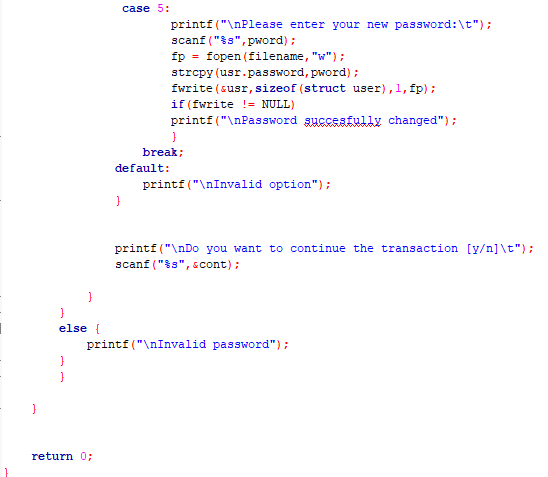 case 5:
printf("\nPlease enter your new password:\t");
scanf("%s",pword);
fp = fopen(filename,"w");
strcpy(usr.password,pword);
fwrite(&usr,sizeof(struct user),1,fp);
if(fwrite != NULL)
printf("\nPassword succesfully changed");
}
break;
default:
printf("\nInvalid option");
}
printf("\nDo you want to continue the transaction [y/n]\t");
scanf("%s",&cont);
}
}
else {
printf("\nInvalid password");
}
}
}
return 0;
}